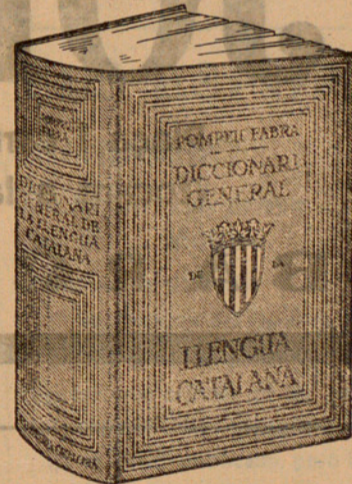 POMPEU FABRA
DICCIONARI
GENERAL
DE LA
LLENGUA
CATALANA
DICCIONARI
GENERAL DE
LA LLENGUA
CATALANA